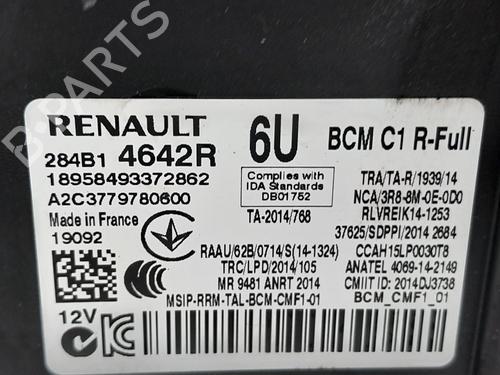 B-PARTS
RENAULT
6U
BCM C1 R-Full
284B1 4642R
18958493372862
A2C3779780600
Made in France
19092
Complies with
IDA Standards
DB01752
TA-2014/768
TRA/TA-R/1939/14
NCA/3R8-8M-0E-0D0
RLVREIK14-1253
37625/SDPPI/2014 2684
RAAU/62B/0714/S(14-1324)
CCAH15LP0030T8
TRC/LPD/2014/105
ANATEL 4069-14-2149
MR 9481 ANRT 2014
CMIIT ID: 2014DJ3738
MSIP-RRM-TAL-BCM-CMF1-01
BCM_CMF1_01
12V